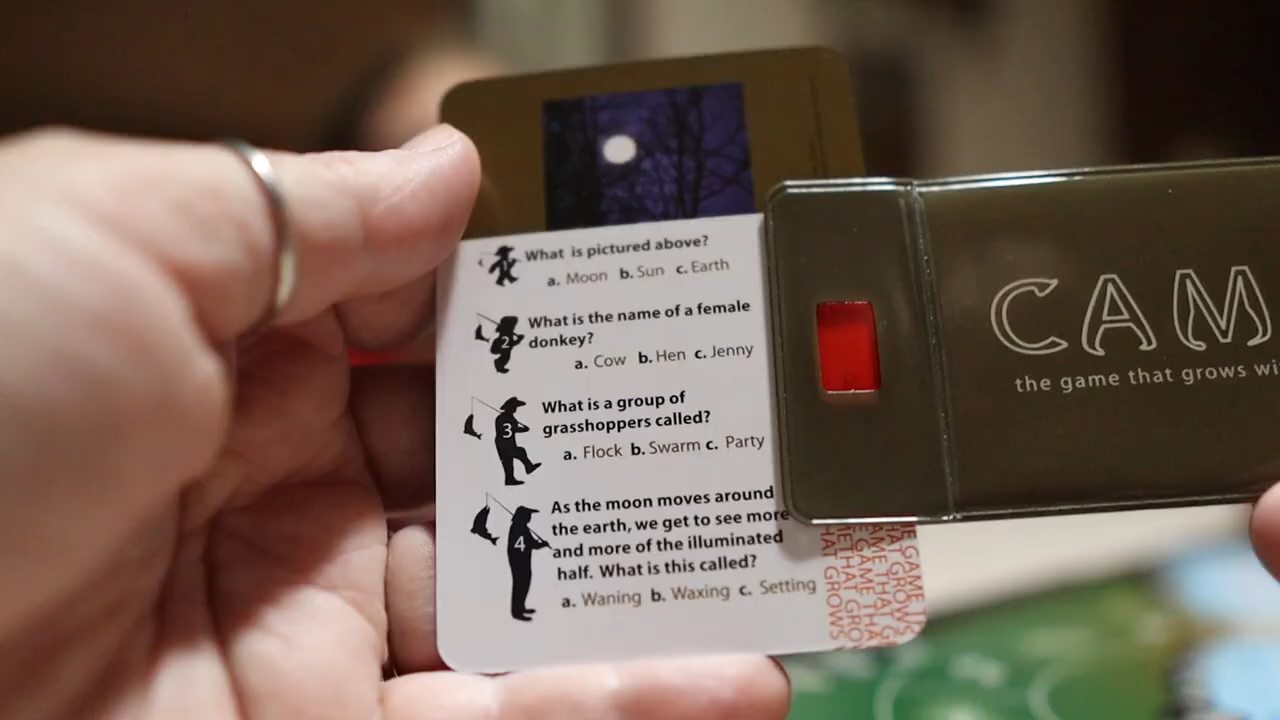 What is pictured above?
a. Moon b. Sun c. Earth
2
What is the name of a female
donkey?
a. Cow b. Hen c. Jenny
3
What is a group of
grasshoppers called?
a. Flock b. Swarm c. Party
4
As the moon moves around
the earth, we get to see more
and more of the illuminated
half. What is this called?
a. Waning b. Waxing c. Setting
CAM
the game that grows wi